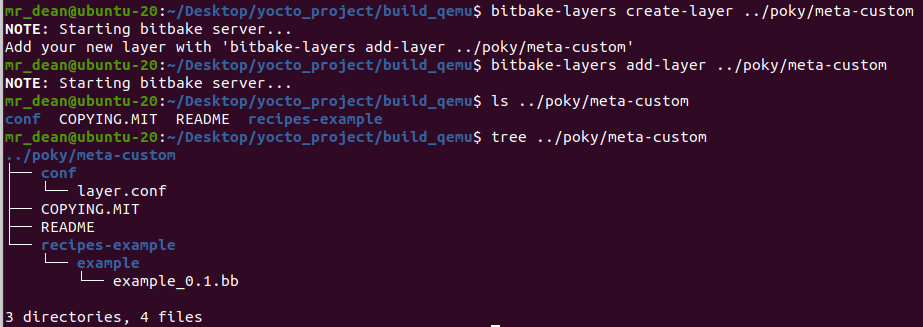 mr_dean@ubuntu-20:~/Desktop/yocto_project/build_qemu$ bitbake-layers create-layer ../poky/meta-custom
NOTE: Starting bitbake server...
Add your new layer with 'bitbake-layers add-layer ../poky/meta-custom'
mr_dean@ubuntu-20:~/Desktop/yocto_project/build_qemu$ bitbake-layers add-layer ../poky/meta-custom
NOTE: Starting bitbake server...
mr_dean@ubuntu-20:~/Desktop/yocto_project/build_qemu$ ls ../poky/meta-custom
conf  COPYING.MIT  README  recipes-example
mr_dean@ubuntu-20:~/Desktop/yocto_project/build_qemu$ tree ../poky/meta-custom
../poky/meta-custom
├── conf
│   └── layer.conf
├── COPYING.MIT
├── README
└── recipes-example
    └── example
        └── example_0.1.bb
3 directories, 4 files